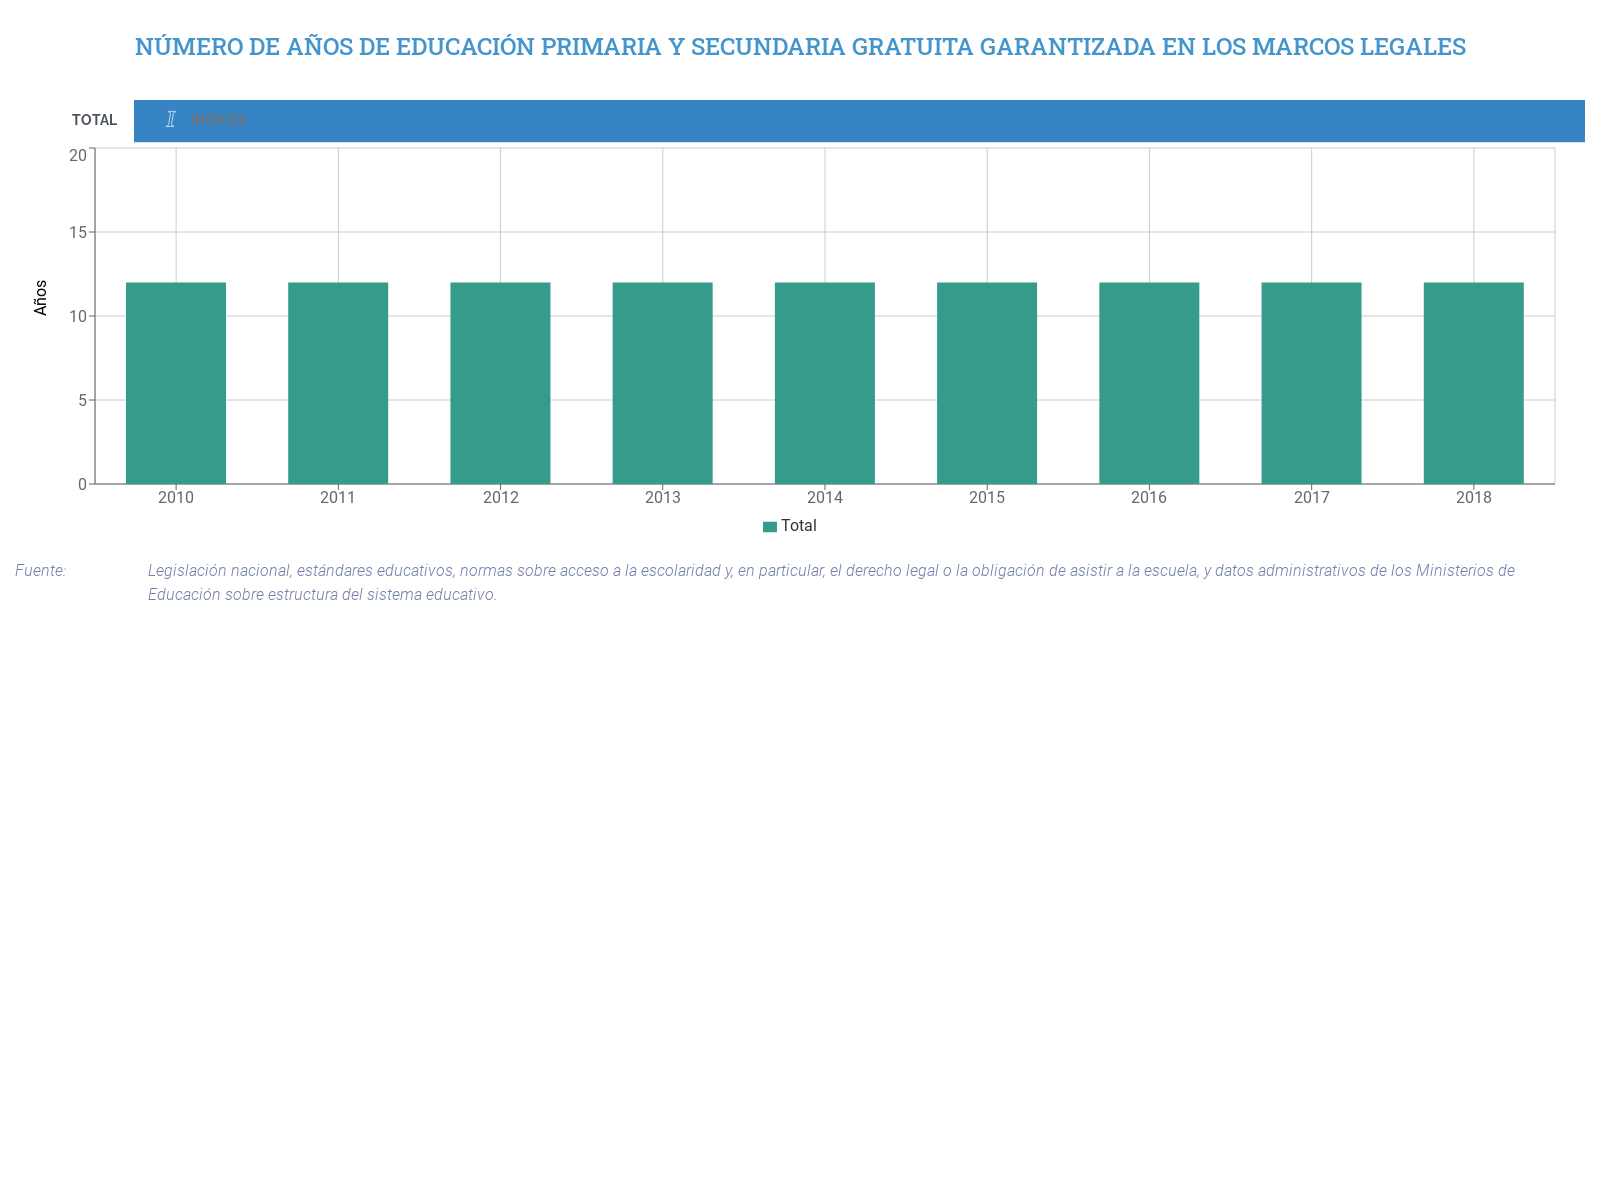 NÚMERO DE AÑOS DE EDUCACIÓN PRIMARIA Y SECUNDARIA GRATUITA GARANTIZADA EN LOS MARCOS LEGALES
TOTAL
I INDICES
20
15
10
5
0
Años
2010 2011 2012 2013 2014 2015 2016 2017 2018
Total
Fuente: Legislación nacional, estándares educativos, normas sobre acceso a la escolaridad y, en particular, el derecho legal o la obligación de asistir a la escuela, y datos administrativos de los Ministerios de
Educación sobre estructura del sistema educativo.